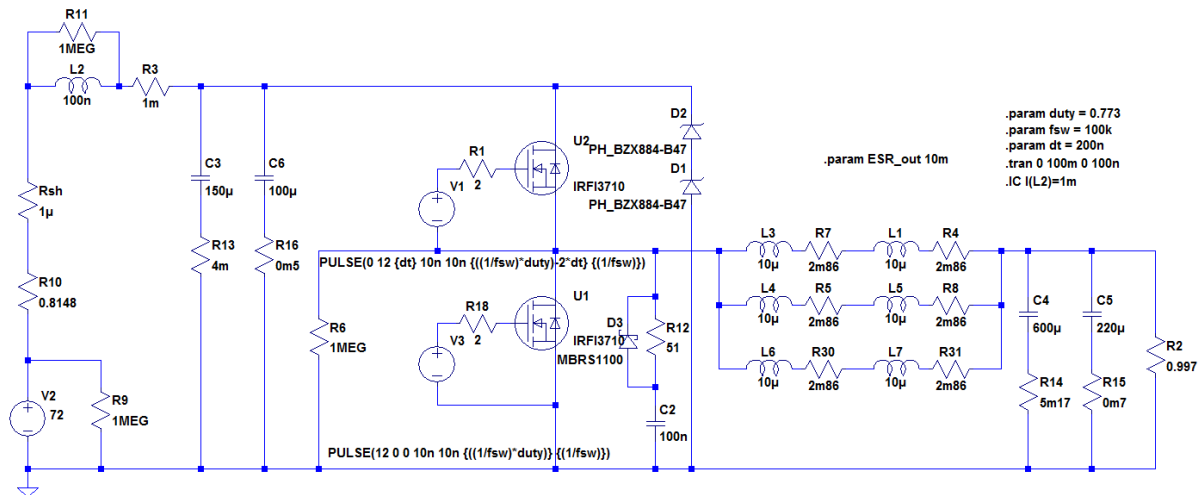 R11
1MEG
L2
100n
R3
1m
Rsh
1µ
R10
0.8148
V2
72
R9
1MEG
C3
150µ
R13
4m
C6
100µ
R16
0m5
R6
1MEG
V1
R1
2
U2
IRFI3710
PULSE(0 12 {dt} 10n 10n {((1/fsw)*duty)-2*dt} {(1/fsw)})
V3
R18
2
U1
IRFI3710
PULSE(12 0 0 10n 10n {((1/fsw)*duty)} {(1/fsw)})
D2
PH_BZX884-B47
D1
PH_BZX884-B47
D3
MBRS1100
R12
51
C2
100n
.param ESR_out 10m
.param duty = 0.773
.param fsw = 100k
.param dt = 200n
.tran 0 100m 0 100n
.IC I(L2)=1m
L3
10µ
R7
2m86
L1
10µ
R4
2m86
L4
10µ
R5
2m86
L5
10µ
R8
2m86
L6
10µ
R30
2m86
L7
10µ
R31
2m86
C4
600µ
R14
5m17
C5
220µ
R15
0m7
R2
0.997